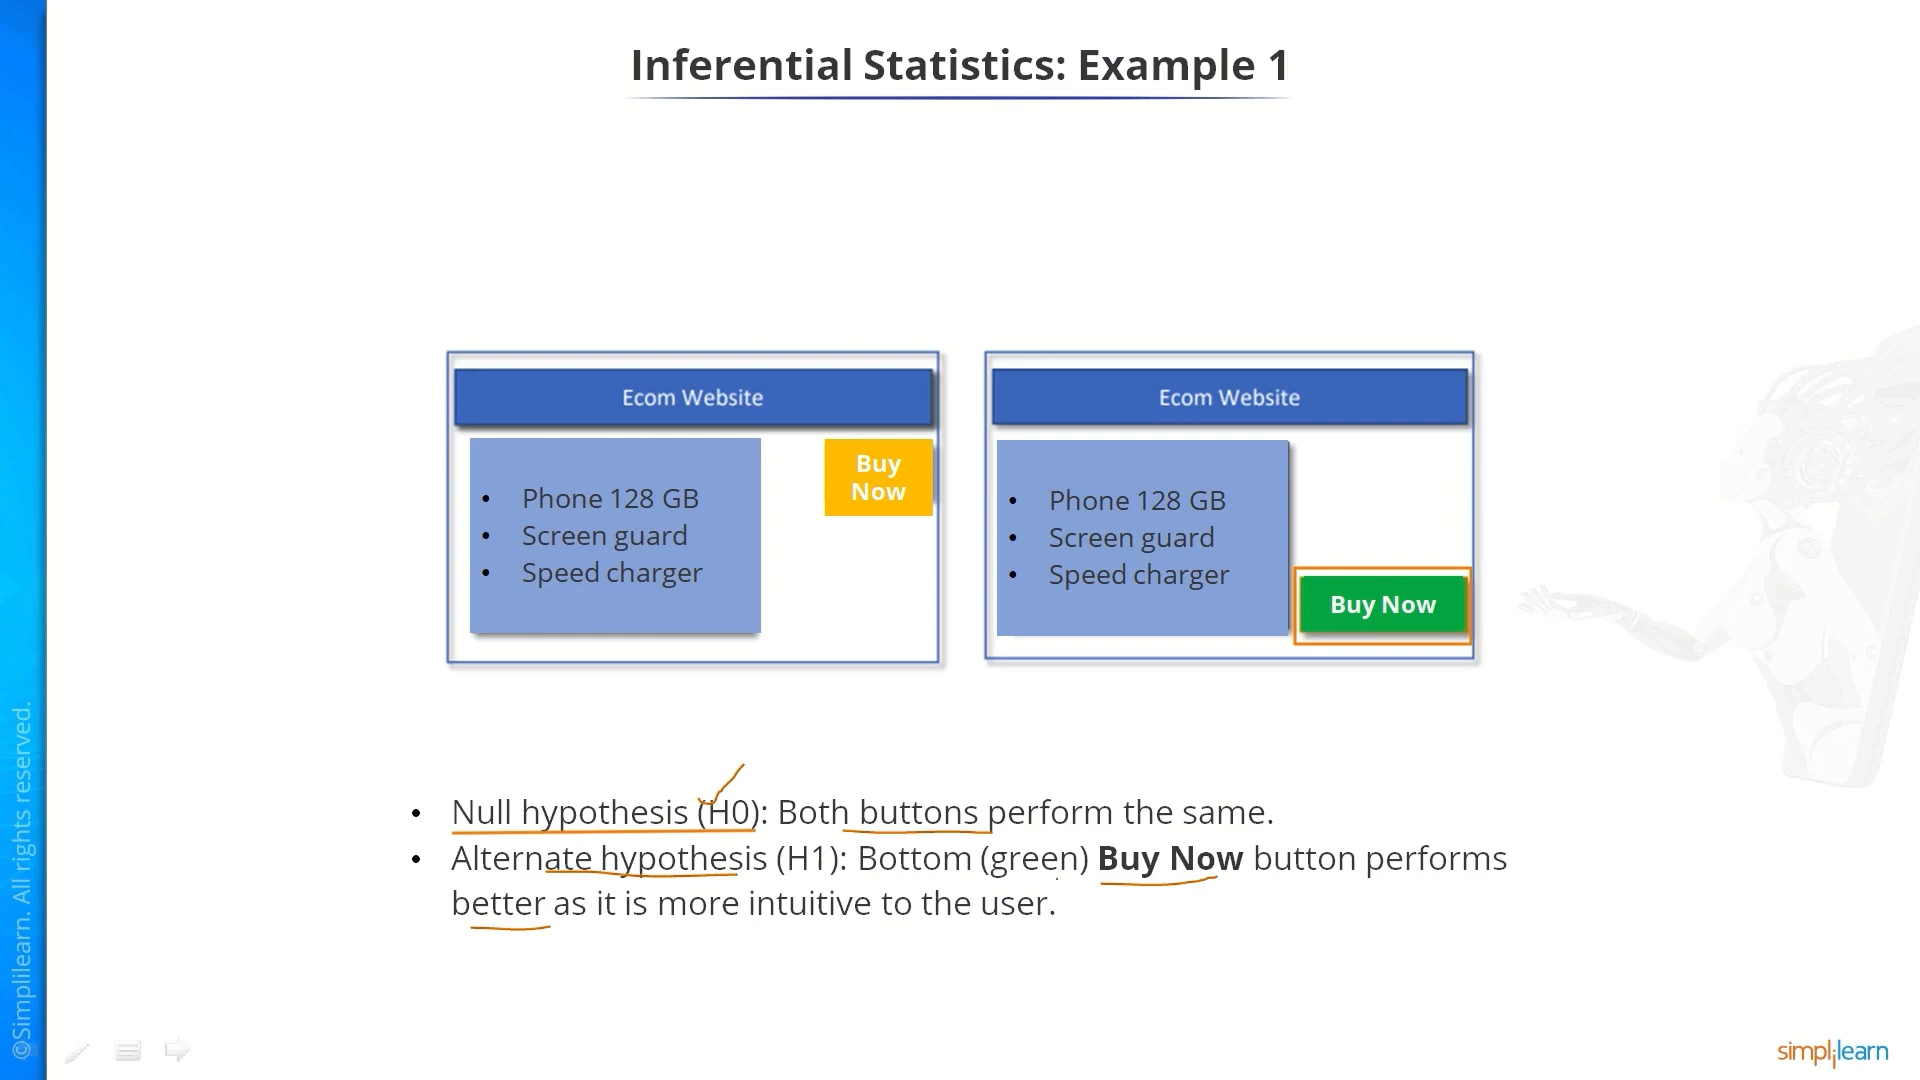 Inferential Statistics: Example 1
Ecom Website
Buy
Now
• Phone 128 GB
• Screen guard
• Speed charger
Ecom Website
• Phone 128 GB
• Screen guard
• Speed charger
Buy Now
• Null hypothesis (H0): Both buttons perform the same.
• Alternate hypothesis (H1): Bottom (green) Buy Now button performs
better as it is more intuitive to the user.
©Simplilearn. All rights reserved.
simplilearn